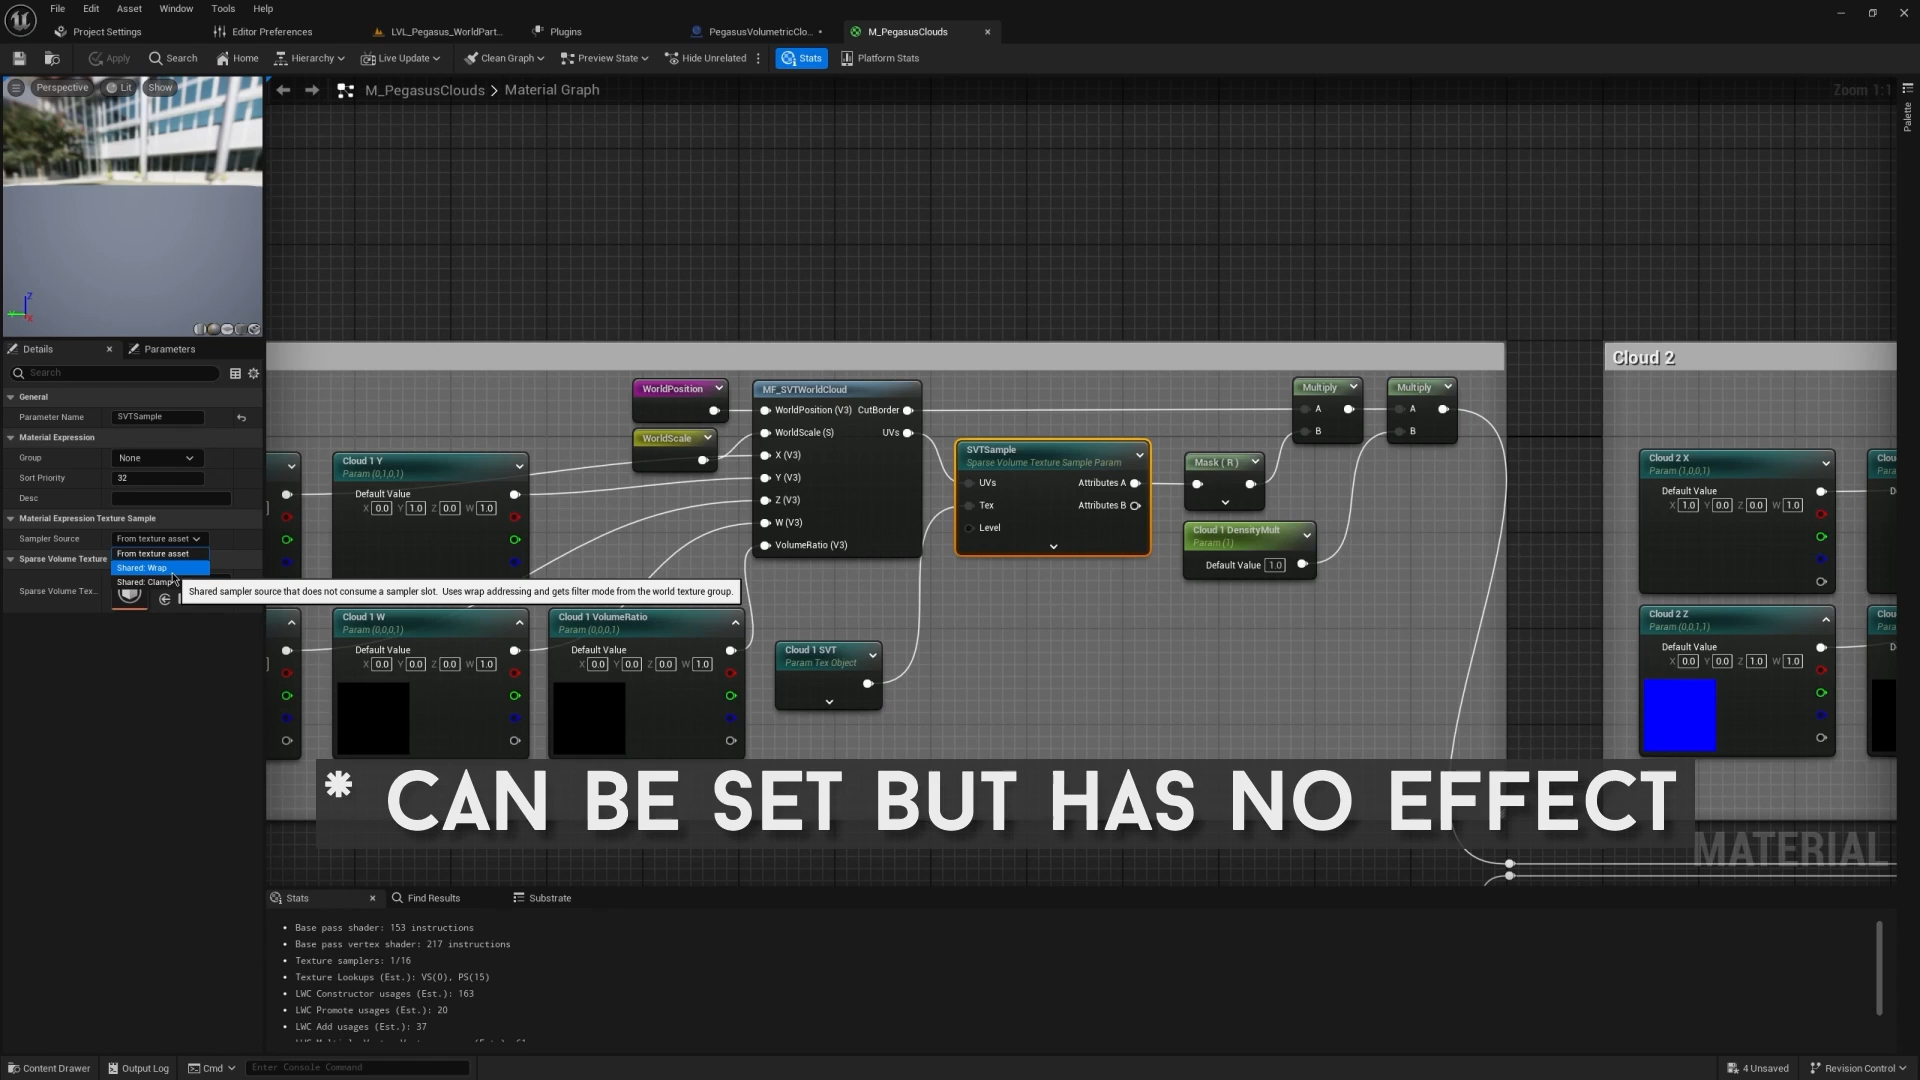 File Edit Asset Window Tools Help
Project Settings Editor Preferences LVL_Pegasus_WorldPart... Plugins PegasusVolumetricClo... • M_PegasusClouds
Apply Search Home Hierarchy Live Update Clean Graph Preview State Hide Unrelated Stats Platform Stats
Perspective Lit Show
M_PegasusClouds > Material Graph
Zoom 1:1
Palette
Z
X
Details Parameters
Search
General
Parameter Name SVTSample
Material Expression
Group None
Sort Priority 32
Desc
Material Expression Texture Sample
Sampler Source From texture asset
From texture asset
Sparse Volume Texture
Shared: Wrap
Shared: Clamp
Sparse Volume Tex...
Shared sampler source that does not consume a sampler slot. Uses wrap addressing and gets filter mode from the world texture group.
Cloud 2
WorldPosition
WorldScale
MF_SVTWorldCloud
WorldPosition (V3) CutBorder
WorldScale (S) UVs
X (V3)
Y (V3)
Z (V3)
W (V3)
VolumeRatio (V3)
Cloud 1 Y
Param (0,1,0,1)
Default Value
X 0.0 Y 1.0 Z 0.0 W 1.0
SVTSample
Sparse Volume Texture Sample Param
UVs Attributes A
Tex Attributes B
Level
Mask ( R )
Cloud 1 DensityMult
Param (1)
Default Value 1.0
Multiply
A
B
Multiply
A
B
Cloud 2 X
Param (1,0,0,1)
Default Value
X 1.0 Y 0.0 Z 0.0 W 1.0
Clou
Cloud 1 W
Param (0,0,0,1)
Default Value
X 0.0 Y 0.0 Z 0.0 W 1.0
Cloud 1 VolumeRatio
Param (0,0,0,1)
Default Value
X 0.0 Y 0.0 Z 0.0 W 1.0
Cloud 1 SVT
Param Tex Object
Cloud 2 Z
Param (0,0,1,1)
Default Value
X 0.0 Y 0.0 Z 1.0 W 1.0
Clou
* CAN BE SET BUT HAS NO EFFECT
MATERIAL
Stats Find Results Substrate
• Base pass shader: 153 instructions
• Base pass vertex shader: 217 instructions
• Texture samplers: 1/16
• Texture Lookups (Est.): VS(0), PS(15)
• LWC Constructor usages (Est.): 163
• LWC Promote usages (Est.): 20
• LWC Add usages (Est.): 37
Content Drawer Output Log Cmd Enter Console Command 4 Unsaved Revision Control